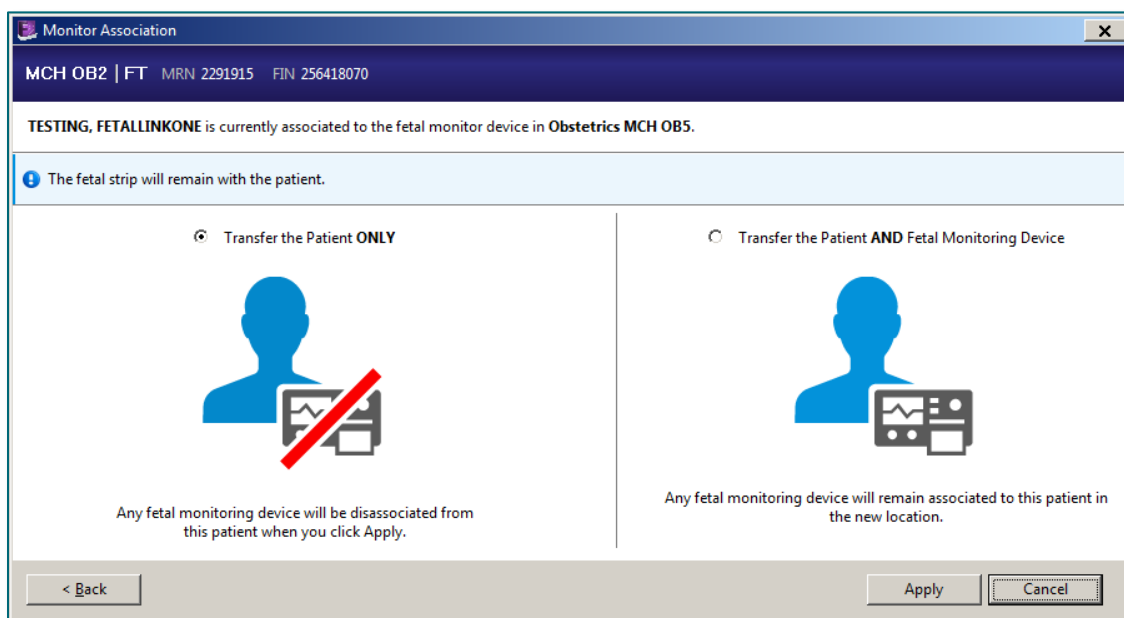 Monitor Association
MCH OB2 | FT MRN 2291915 FIN 256418070
TESTING, FETALLINKONE is currently associated to the fetal monitor device in Obstetrics MCH OB5.
The fetal strip will remain with the patient.
Transfer the Patient ONLY
Any fetal monitoring device will be disassociated from
this patient when you click Apply.
Transfer the Patient AND Fetal Monitoring Device
Any fetal monitoring device will remain associated to this patient in
the new location.
< Back
Apply
Cancel